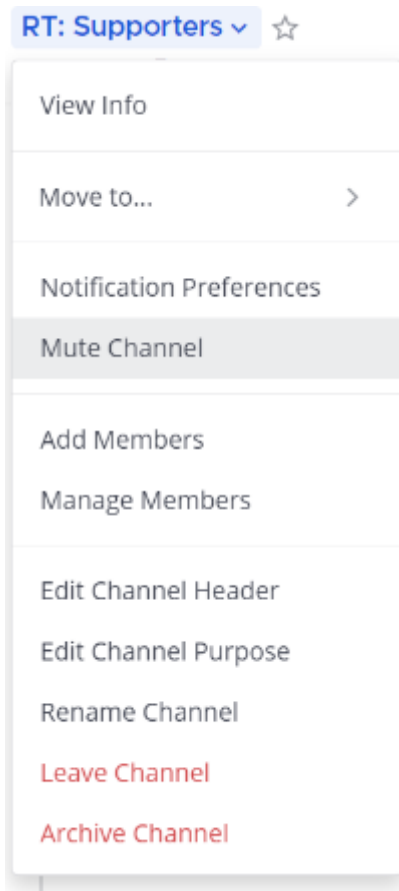 RT: Supporters
View Info
Move to...
Notification Preferences
Mute Channel
Add Members
Manage Members
Edit Channel Header
Edit Channel Purpose
Rename Channel
Leave Channel
Archive Channel